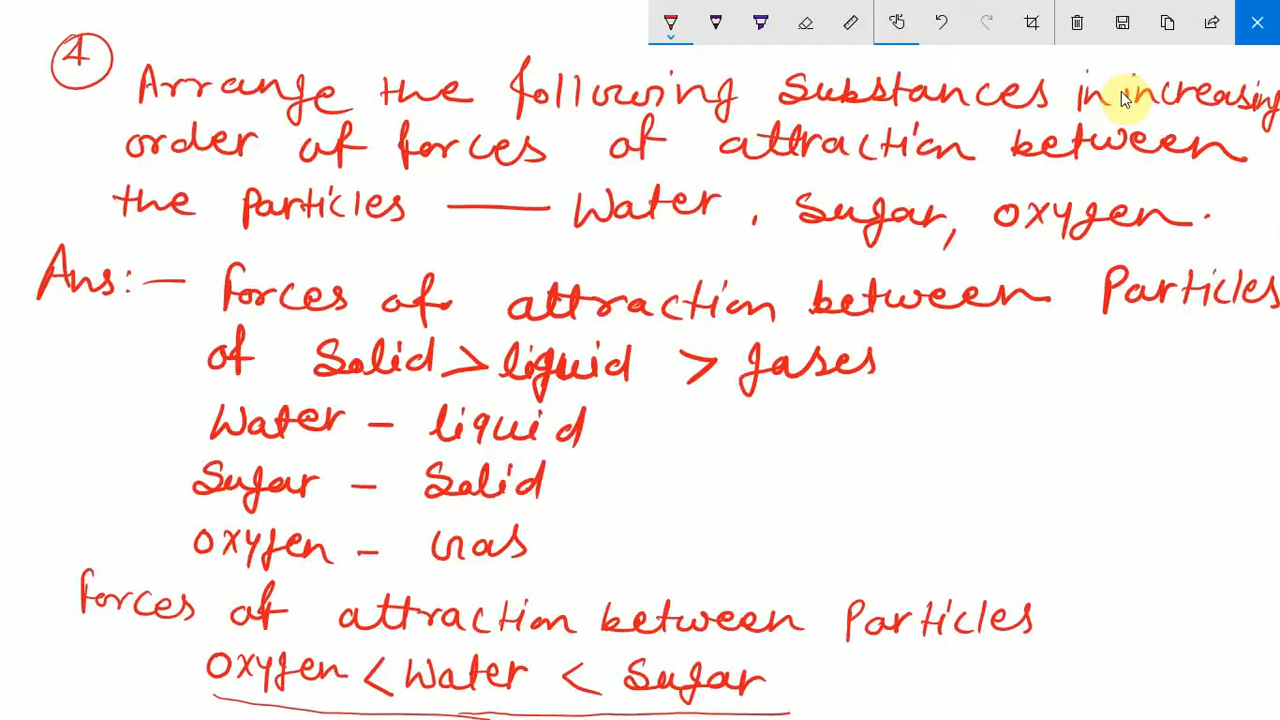 4
Arrange the following Substances in increasing
order of forces of attraction between
the Particles — Water, Sugar, Oxygen.
Ans:- Forces of attraction between Particles
of Solid > liquid > gases
Water - liquid
Sugar - Solid
Oxygen - Gas
Forces of attraction between Particles
Oxygen < Water < Sugar